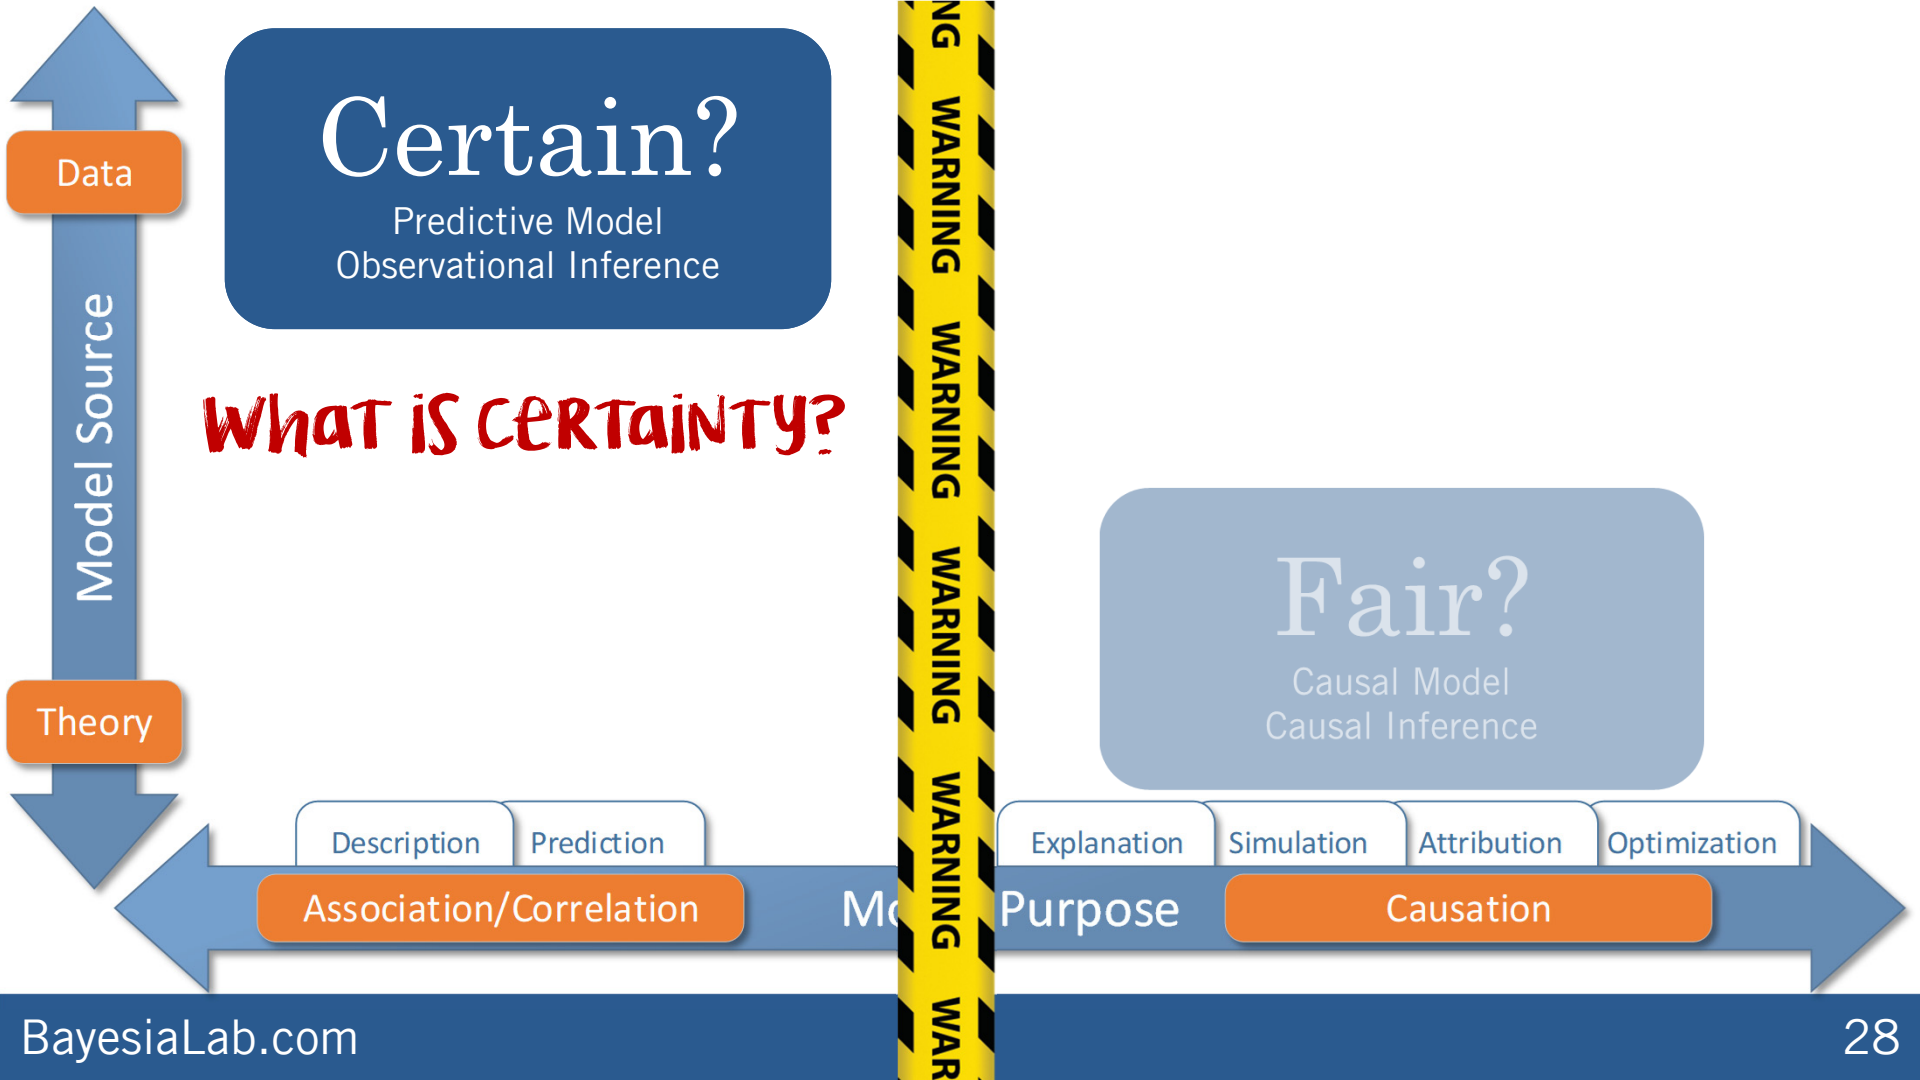 Data
Model Source
Theory
Certain?
Predictive Model
Observational Inference
WHAT IS CERTAINTY?
NG
WARNING
WARNING
WARNING
WARNING
WAR
Fair?
Causal Model
Causal Inference
Description
Prediction
Explanation
Simulation
Attribution
Optimization
Association/Correlation
Mo
Purpose
Causation
BayesiaLab.com
28